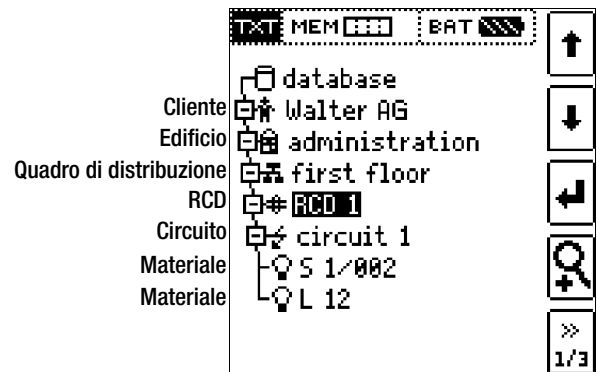 TXT MEM BAT
database
Cliente Walter AG
Edificio administration
Quadro di distribuzione first floor
RCD RCD 1
Circuito circuit 1
Materiale S 1/002
Materiale L 12
»
1/3